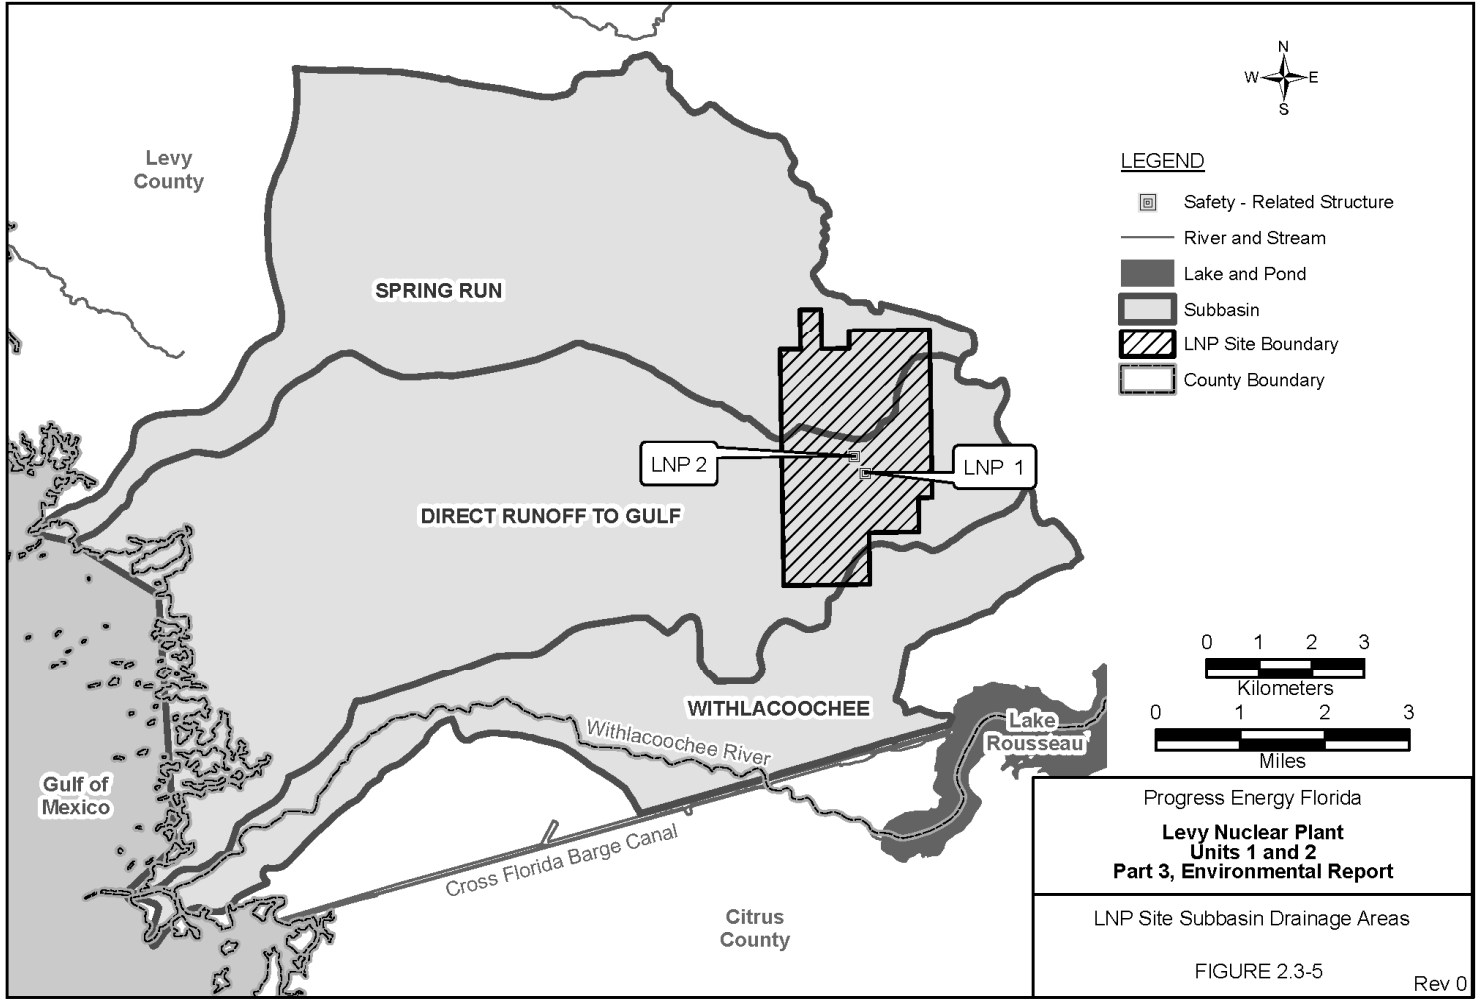 N
W E
S
Levy
County
LEGEND
Safety - Related Structure
River and Stream
Lake and Pond
Subbasin
LNP Site Boundary
County Boundary
SPRING RUN
LNP 2
LNP 1
DIRECT RUNOFF TO GULF
WITHLACOOCHEE
Withlacoochee River
Lake
Rousseau
Gulf of
Mexico
Cross Florida Barge Canal
Citrus
County
0 1 2 3
Kilometers
0 1 2 3
Miles
Progress Energy Florida
Levy Nuclear Plant
Units 1 and 2
Part 3, Environmental Report
LNP Site Subbasin Drainage Areas
FIGURE 2.3-5
Rev 0